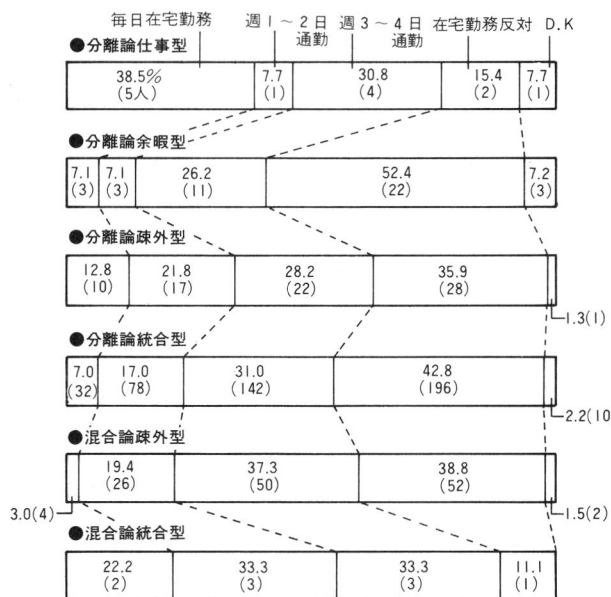 毎日在宅勤務 週1～2日通勤 週3～4日通勤 在宅勤務反対 D.K
●分離論仕事型
38.5% 7.7 30.8 15.4 7.7
(5人) (1) (4) (2) (1)
●分離論余暇型
7.1 7.1 26.2 52.4 7.2
(3) (3) (11) (22) (3)
●分離論疎外型
12.8 21.8 28.2 35.9
(10) (17) (22) (28)
1.3(1)
●分離論統合型
7.0 17.0 31.0 42.8
(32) (78) (142) (196)
2.2(10
●混合論疎外型
19.4 37.3 38.8
(26) (50) (52)
3.0(4) 1.5(2)
●混合論統合型
22.2 33.3 33.3 11.1
(2) (3) (3) (1)